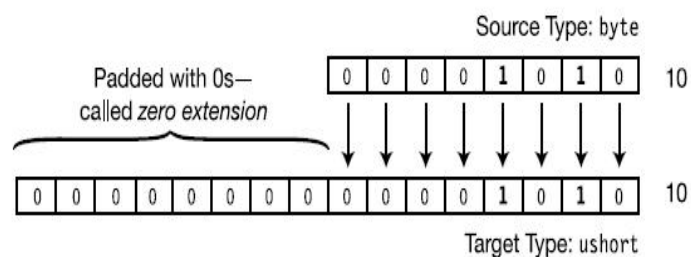 Source Type: byte
Padded with 0s—
called zero extension
0 0 0 0 1 0 1 0 10
0 0 0 0 0 0 0 0 0 0 0 0 1 0 1 0 10
Target Type: ushort